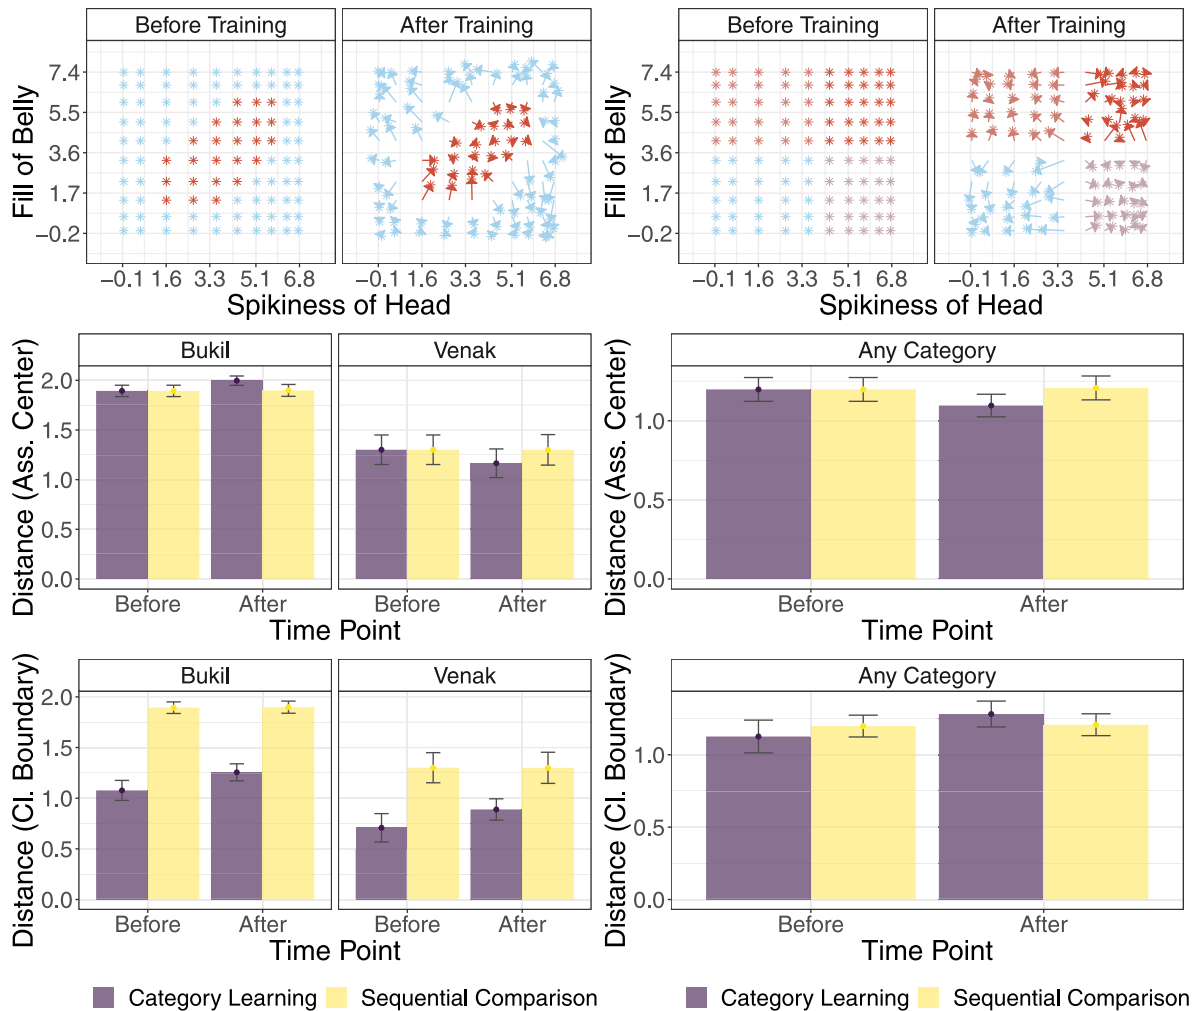 Before Training After Training Before Training After Training
Fill of Belly
7.4
5.5
3.6
1.7
−0.2
−0.1 1.6 3.3 5.1 6.8 −0.1 1.6 3.3 5.1 6.8
Spikiness of Head
Fill of Belly
7.4
5.5
3.6
1.7
−0.2
−0.1 1.6 3.3 5.1 6.8 −0.1 1.6 3.3 5.1 6.8
Spikiness of Head
Bukil Venak
Distance (Ass. Center)
2.0
1.5
1.0
0.5
0.0
Before After Before After
Time Point
Any Category
Distance (Ass. Center)
1.0
0.5
0.0
Before After
Time Point
Bukil Venak
Distance (Cl. Boundary)
2.0
1.5
1.0
0.5
0.0
Before After Before After
Time Point
Any Category
Distance (Cl. Boundary)
1.0
0.5
0.0
Before After
Time Point
Category Learning Sequential Comparison
Category Learning Sequential Comparison